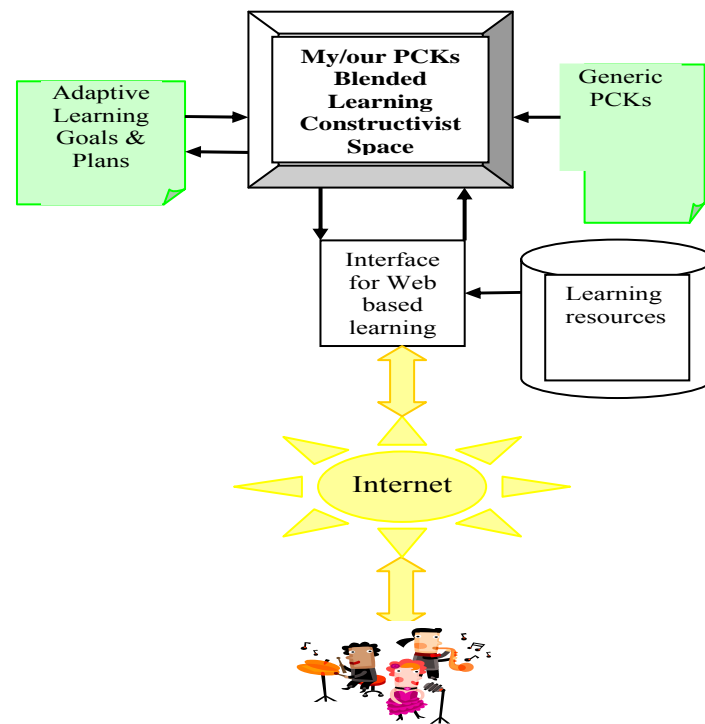 My/our PCKs
Blended
Learning
Constructivist
Space
Adaptive
Learning
Goals &
Plans
Generic
PCKs
Interface
for Web
based
learning
Learning
resources
Internet